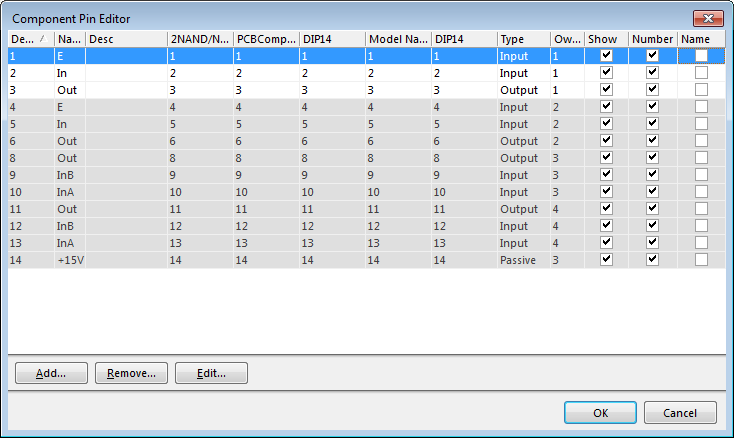 Component Pin Editor
De... Na... Desc 2NAND/N... PCBComp... DIP14 Model Na... DIP14 Type Ow... Show Number Name
1 E 1 1 1 1 1 Input 1
2 In 2 2 2 2 2 Input 1
3 Out 3 3 3 3 3 Output 1
4 E 4 4 4 4 4 Input 2
5 In 5 5 5 5 5 Input 2
6 Out 6 6 6 6 6 Output 2
8 Out 8 8 8 8 8 Output 3
9 InB 9 9 9 9 9 Input 3
10 InA 10 10 10 10 10 Input 3
11 Out 11 11 11 11 11 Output 4
12 InB 12 12 12 12 12 Input 4
13 InA 13 13 13 13 13 Input 4
14 +15V 14 14 14 14 14 Passive 3
Add... Remove... Edit...
OK Cancel